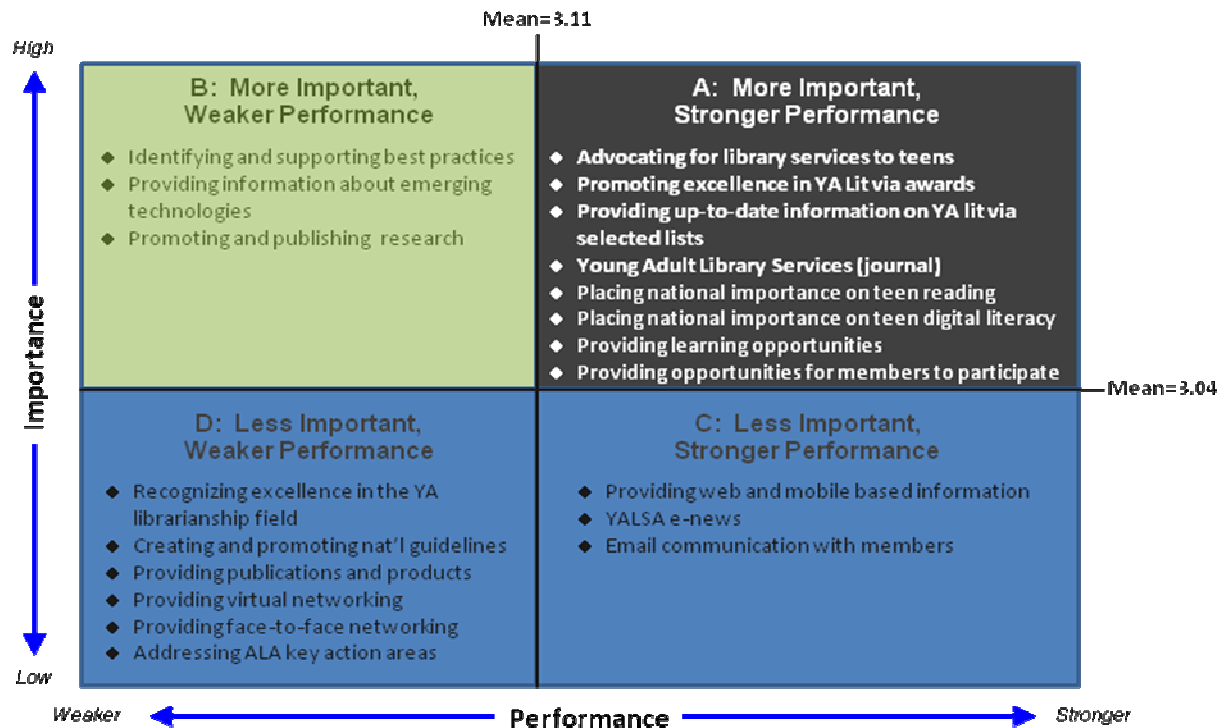 Mean=3.11
High
B: More Important,
Weaker Performance
◆ Identifying and supporting best practices
◆ Providing information about emerging
technologies
◆ Promoting and publishing research
A: More Important,
Stronger Performance
◆ Advocating for library services to teens
◆ Promoting excellence in YA Lit via awards
◆ Providing up-to-date information on YA lit via
selected lists
◆ Young Adult Library Services (journal)
◆ Placing national importance on teen reading
◆ Placing national importance on teen digital literacy
◆ Providing learning opportunities
◆ Providing opportunities for members to participate
Importance
Mean=3.04
D: Less Important,
Weaker Performance
◆ Recognizing excellence in the YA
librarianship field
◆ Creating and promoting nat'l guidelines
◆ Providing publications and products
◆ Providing virtual networking
◆ Providing face-to-face networking
◆ Addressing ALA key action areas
C: Less Important,
Stronger Performance
◆ Providing web and mobile based information
◆ YALSA e-news
◆ Email communication with members
Low
Weaker
Performance
Stronger